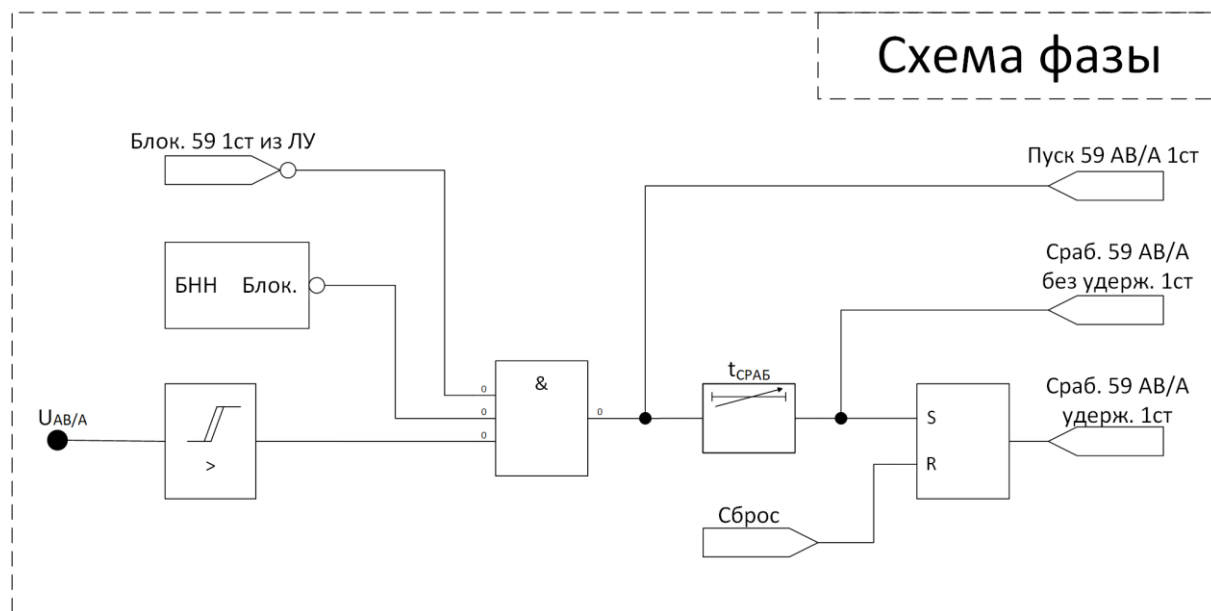 Схема фазы
Блок. 59 1ст из ЛУ
Пуск 59 AB/A 1ст
БНН Блок.
Сраб. 59 AB/A
без удерж. 1ст
&
0
0
0
0
tСРАБ
Сраб. 59 AB/A
удерж. 1ст
UAB/A
>
S
R
Сброс